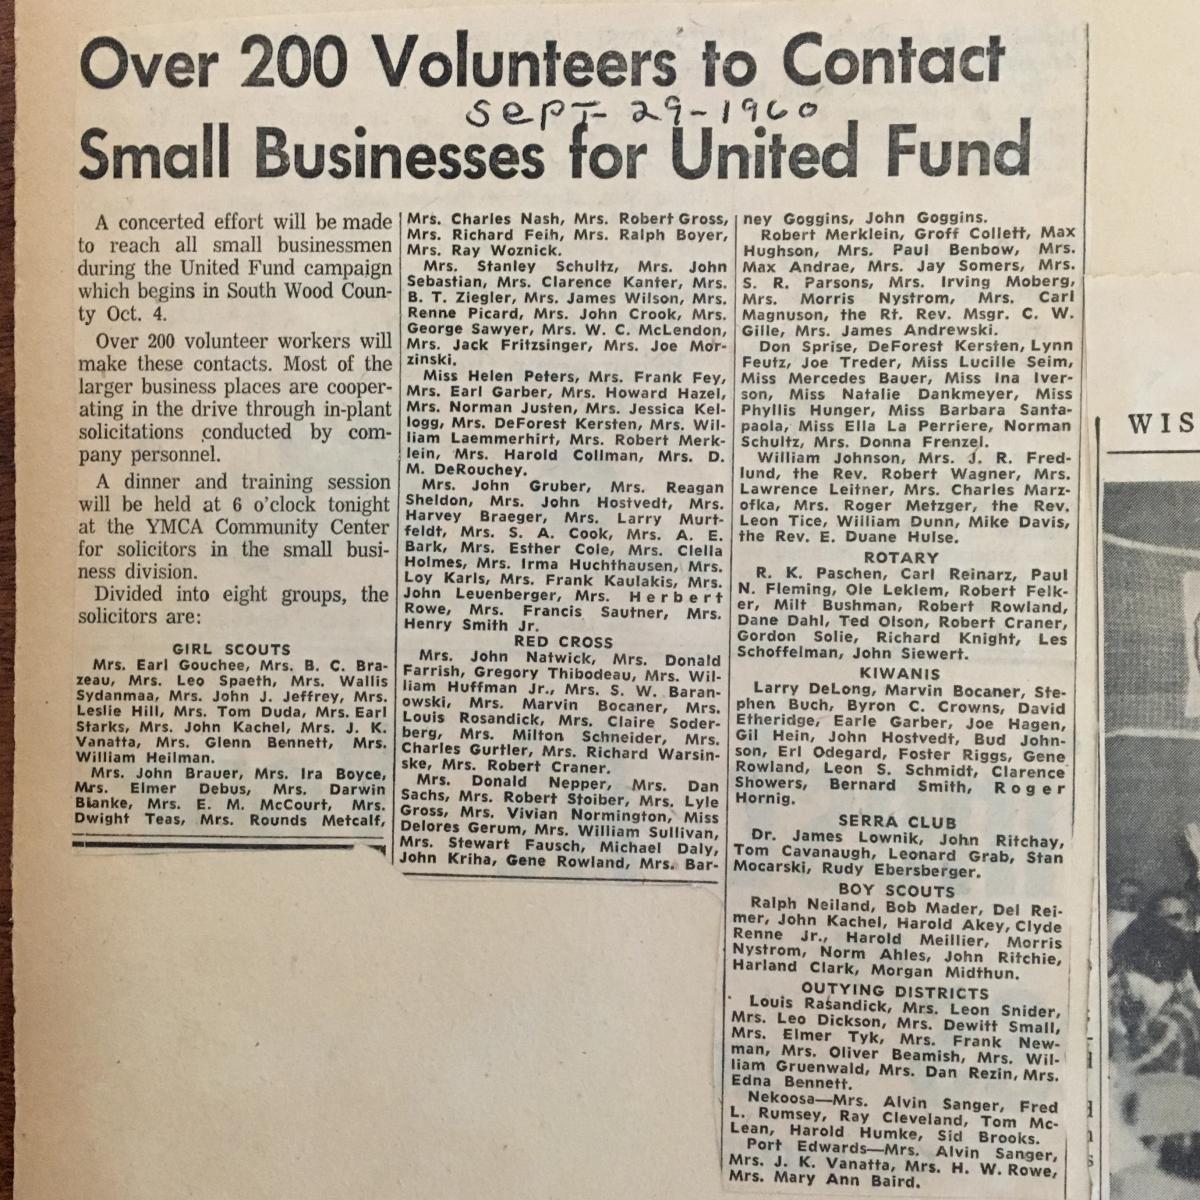 Over 200 Volunteers to Contact
Sept- 29-1960
Small Businesses for United Fund
A concerted effort will be made
to reach all small businessmen
during the United Fund campaign
which begins in South Wood Coun-
ty Oct. 4.
Over 200 volunteer workers will
make these contacts. Most of the
larger business places are cooper-
ating in the drive through in-plant
solicitations conducted by com-
pany personnel.
A dinner and training session
will be held at 6 o'clock tonight
at the YMCA Community Center
for solicitors in the small busi-
ness division.
Divided into eight groups, the
solicitors are:
GIRL SCOUTS
Mrs. Earl Gouchee, Mrs. B. C. Bra-
zeau, Mrs. Leo Spaeth, Mrs. Wallis
Sydanmaa, Mrs. John J. Jeffrey, Mrs.
Leslie Hill, Mrs. Tom Duda, Mrs. Earl
Starks, Mrs. John Kachel, Mrs. J. K.
Vanatta, Mrs. Glenn Bennett, Mrs.
William Heilman.
Mrs. John Brauer, Mrs. Ira Boyce,
Mrs. Elmer Debus, Mrs. Darwin
Blanke, Mrs. E. M. McCourt, Mrs.
Dwight Teas, Mrs. Rounds Metcalf,
Mrs. Charles Nash, Mrs. Robert Gross,
Mrs. Richard Feih, Mrs. Ralph Boyer,
Mrs. Ray Woznick.
Mrs. Stanley Schultz, Mrs. John
Sebastian, Mrs. Clarence Kanter, Mrs.
B. T. Ziegler, Mrs. James Wilson, Mrs.
Renne Picard, Mrs. John Crook, Mrs.
George Sawyer, Mrs. W. C. McLendon,
Mrs. Jack Fritzsinger, Mrs. Joe Mor-
zinski.
Miss Helen Peters, Mrs. Frank Fey,
Mrs. Earl Garber, Mrs. Howard Hazel,
Mrs. Norman Justen, Mrs. Jessica Kel-
logg, Mrs. DeForest Kersten, Mrs. Wil-
liam Laemmerhirt, Mrs. Robert Merk-
lein, Mrs. Harold Collman, Mrs. D.
M. DeRouchey.
Mrs. John Gruber, Mrs. Reagan
Sheldon, Mrs. John Hostvedt, Mrs.
Harvey Braeger, Mrs. Larry Murt-
feldt, Mrs. S. A. Cook, Mrs. A. E.
Bark, Mrs. Esther Cole, Mrs. Clella
Holmes, Mrs. Irma Huchthausen, Mrs.
Loy Karls, Mrs. Frank Kaulakis, Mrs.
John Leuenberger, Mrs. Herbert
Rowe, Mrs. Francis Sautner, Mrs.
Henry Smith Jr.
RED CROSS
Mrs. John Natwick, Mrs. Donald
Farrish, Gregory Thibodeau, Mrs. Wil-
liam Huffman Jr., Mrs. S. W. Baran-
owski, Mrs. Marvin Bocaner, Mrs.
Louis Rosandick, Mrs. Claire Soder-
berg, Mrs. Milton Schneider, Mrs.
Charles Gurtler, Mrs. Richard Warsin-
ske, Mrs. Robert Craner.
Mrs. Donald Nepper, Mrs. Dan
Sachs, Mrs. Robert Stoiber, Mrs. Lyle
Gross, Mrs. Vivian Normington, Miss
Delores Gerum, Mrs. William Sullivan,
Mrs. Stewart Fausch, Michael Daly,
John Kriha, Gene Rowland, Mrs. Bar-
ney Goggins, John Goggins.
Robert Merklein, Groff Collett, Max
Hughson, Mrs. Paul Benbow, Mrs.
Max Andrae, Mrs. Jay Somers, Mrs.
S. R. Parsons, Mrs. Irving Moberg,
Mrs. Morris Nystrom, Mrs. Carl
Magnuson, the Rt. Rev. Msgr. C. W.
Gille, Mrs. James Andrewski.
Don Sprise, DeForest Kersten, Lynn
Feutz, Joe Treder, Miss Lucille Seim,
Miss Mercedes Bauer, Miss Ina Iver-
son, Miss Natalie Dankmeyer, Miss
Phyllis Hunger, Miss Barbara Santa-
paola, Miss Ella La Perriere, Norman
Schultz, Mrs. Donna Frenzel.
William Johnson, Mrs. J. R. Fred-
lund, the Rev. Robert Wagner, Mrs.
Lawrence Leitner, Mrs. Charles Marz-
ofka, Mrs. Roger Metzger, the Rev.
Leon Tice, William Dunn, Mike Davis,
the Rev. E. Duane Hulse.
ROTARY
R. K. Paschen, Carl Reinarz, Paul
N. Fleming, Ole Leklem, Robert Felk-
er, Milt Bushman, Robert Rowland,
Dane Dahl, Ted Olson, Robert Craner,
Gordon Solie, Richard Knight, Les
Schoffelman, John Siewert.
KIWANIS
Larry DeLong, Marvin Bocaner, Ste-
phen Buch, Byron C. Crowns, David
Etheridge, Earle Garber, Joe Hagen,
Gil Hein, John Hostvedt, Bud John-
son, Erl Odegard, Foster Riggs, Gene
Rowland, Leon S. Schmidt, Clarence
Showers, Bernard Smith, Roger
Hornig.
SERRA CLUB
Dr. James Lownik, John Ritchay,
Tom Cavanaugh, Leonard Grab, Stan
Mocarski, Rudy Ebersberger.
BOY SCOUTS
Ralph Neiland, Bob Mader, Del Rei-
mer, John Kachel, Harold Akey, Clyde
Renne Jr., Harold Meillier, Morris
Nystrom, Norm Ahles, John Ritchie,
Harland Clark, Morgan Midthun.
OUTYING DISTRICTS
Louis Rasandick, Mrs. Leon Snider,
Mrs. Leo Dickson, Mrs. Dewitt Small,
Mrs. Elmer Tyk, Mrs. Frank New-
man, Mrs. Oliver Beamish, Mrs. Wil-
liam Gruenwald, Mrs. Dan Rezin, Mrs.
Edna Bennett.
Nekoosa—Mrs. Alvin Sanger, Fred
L. Rumsey, Ray Cleveland, Tom Mc-
Lean, Harold Humke, Sid Brooks.
Port Edwards—Mrs. Alvin Sanger,
Mrs. J. K. Vanatta, Mrs. H. W. Rowe,
Mrs. Mary Ann Baird.
WIS